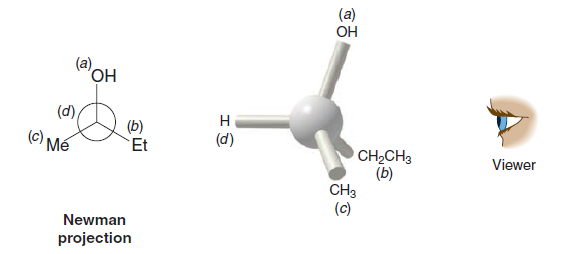 (a)
OH
(d)
(b)
(c) Me
Et
Newman
projection
(a)
OH
H
(d)
CH₂CH₃
(b)
CH₃
(c)
Viewer